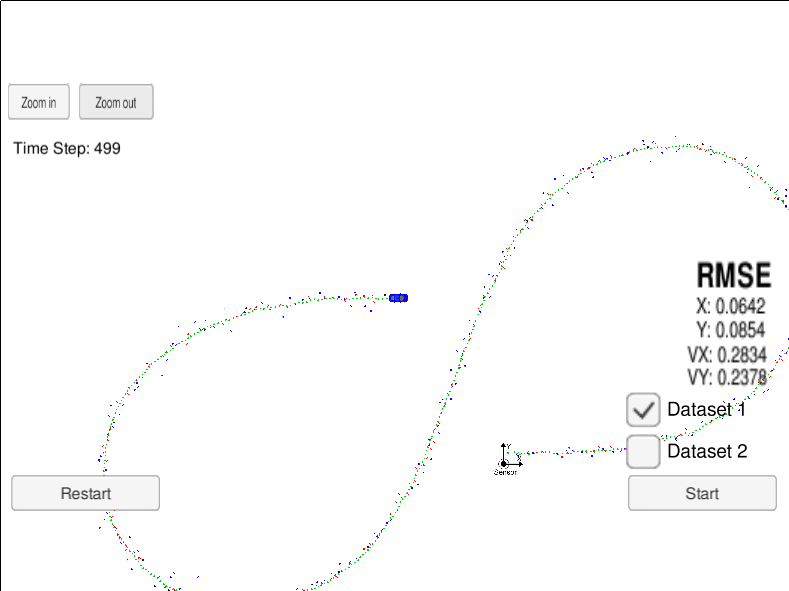 Zoom in
Zoom out
Time Step: 499
RMSE
X: 0.0642
Y: 0.0854
VX: 0.2834
VY: 0.2378
Dataset 1
Dataset 2
Y
X
Sensor
Restart
Start